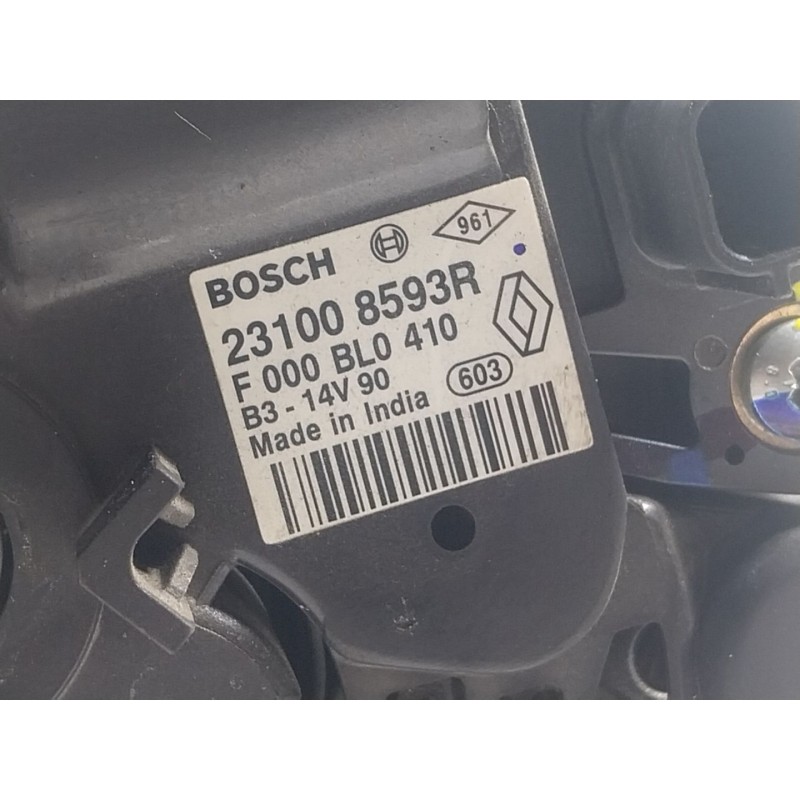 BOSCH
961
23100 8593R
F 000 BL0 410
B3 - 14V 90
603
Made in India